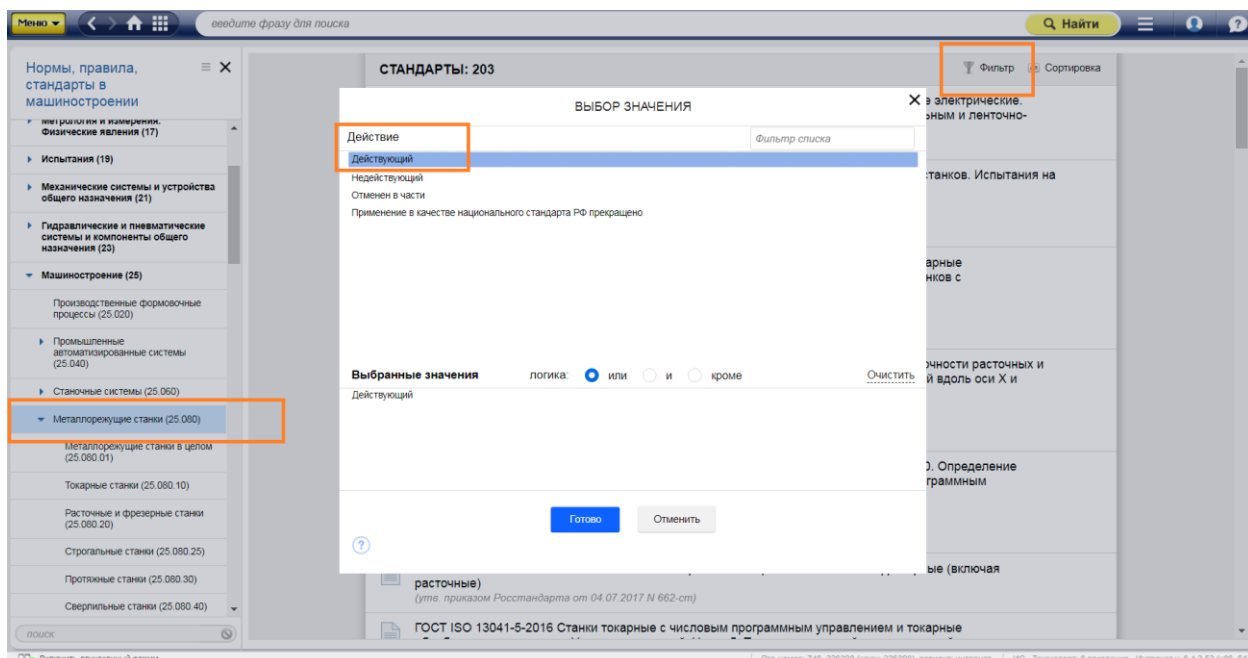 Меню
введите фразу для поиска
Найти
Нормы, правила,
стандарты в
машиностроении
Метрология и измерения.
Физические явления (17)
Испытания (19)
Механические системы и устройства
общего назначения (21)
Гидравлические и пневматические
системы и компоненты общего
назначения (23)
Машиностроение (25)
Производственные формовочные
процессы (25.020)
Промышленные
автоматизированные системы
(25.040)
Станочные системы (25.060)
Металлорежущие станки (25.080)
Металлорежущие станки в целом
(25.080.01)
Токарные станки (25.080.10)
Расточные и фрезерные станки
(25.080.20)
Строгальные станки (25.080.25)
Протяжные станки (25.080.30)
Сверлильные станки (25.080.40)
поиск
СТАНДАРТЫ: 203
Фильтр
Сортировка
ВЫБОР ЗНАЧЕНИЯ
Действие
Фильтр списка
Действующий
Недействующий
Отменен в части
Применение в качестве национального стандарта РФ прекращено
Выбранные значения логика: или и кроме Очистить
Действующий
Готово Отменить
?
электрические.
и ленточно-
станков. Испытания на
с
расточных и
вдоль оси X и
Определение
(включая
расточные)
(утв. приказом Росстандарта от 04.07.2017 N 662-ст)
ГОСТ ISO 13041-5-2016 Станки токарные с числовым программным управлением и токарные